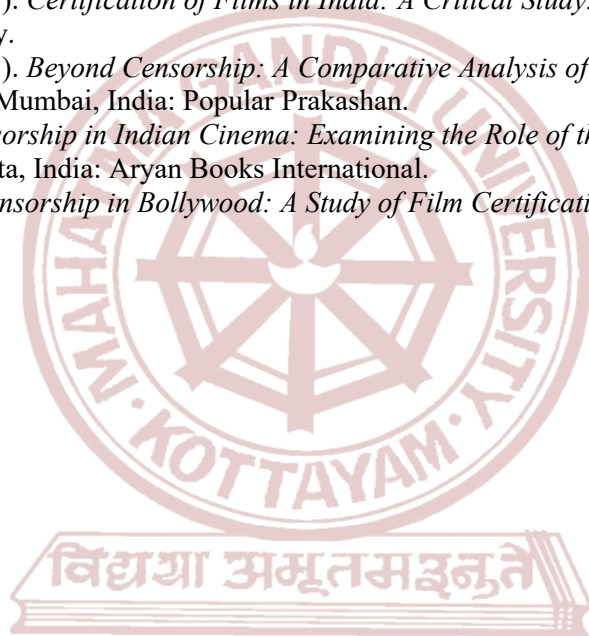 ). Certification of Films in India: A Critical Study.
y.
). Beyond Censorship: A Comparative Analysis of
Mumbai, India: Popular Prakashan.
sorship in Indian Cinema: Examining the Role of th
ta, India: Aryan Books International.
nsorship in Bollywood: A Study of Film Certificati
MAHATMA GANDHI UNIVERSITY
KOTTAYAM
विद्यया अमृतमश्नुते